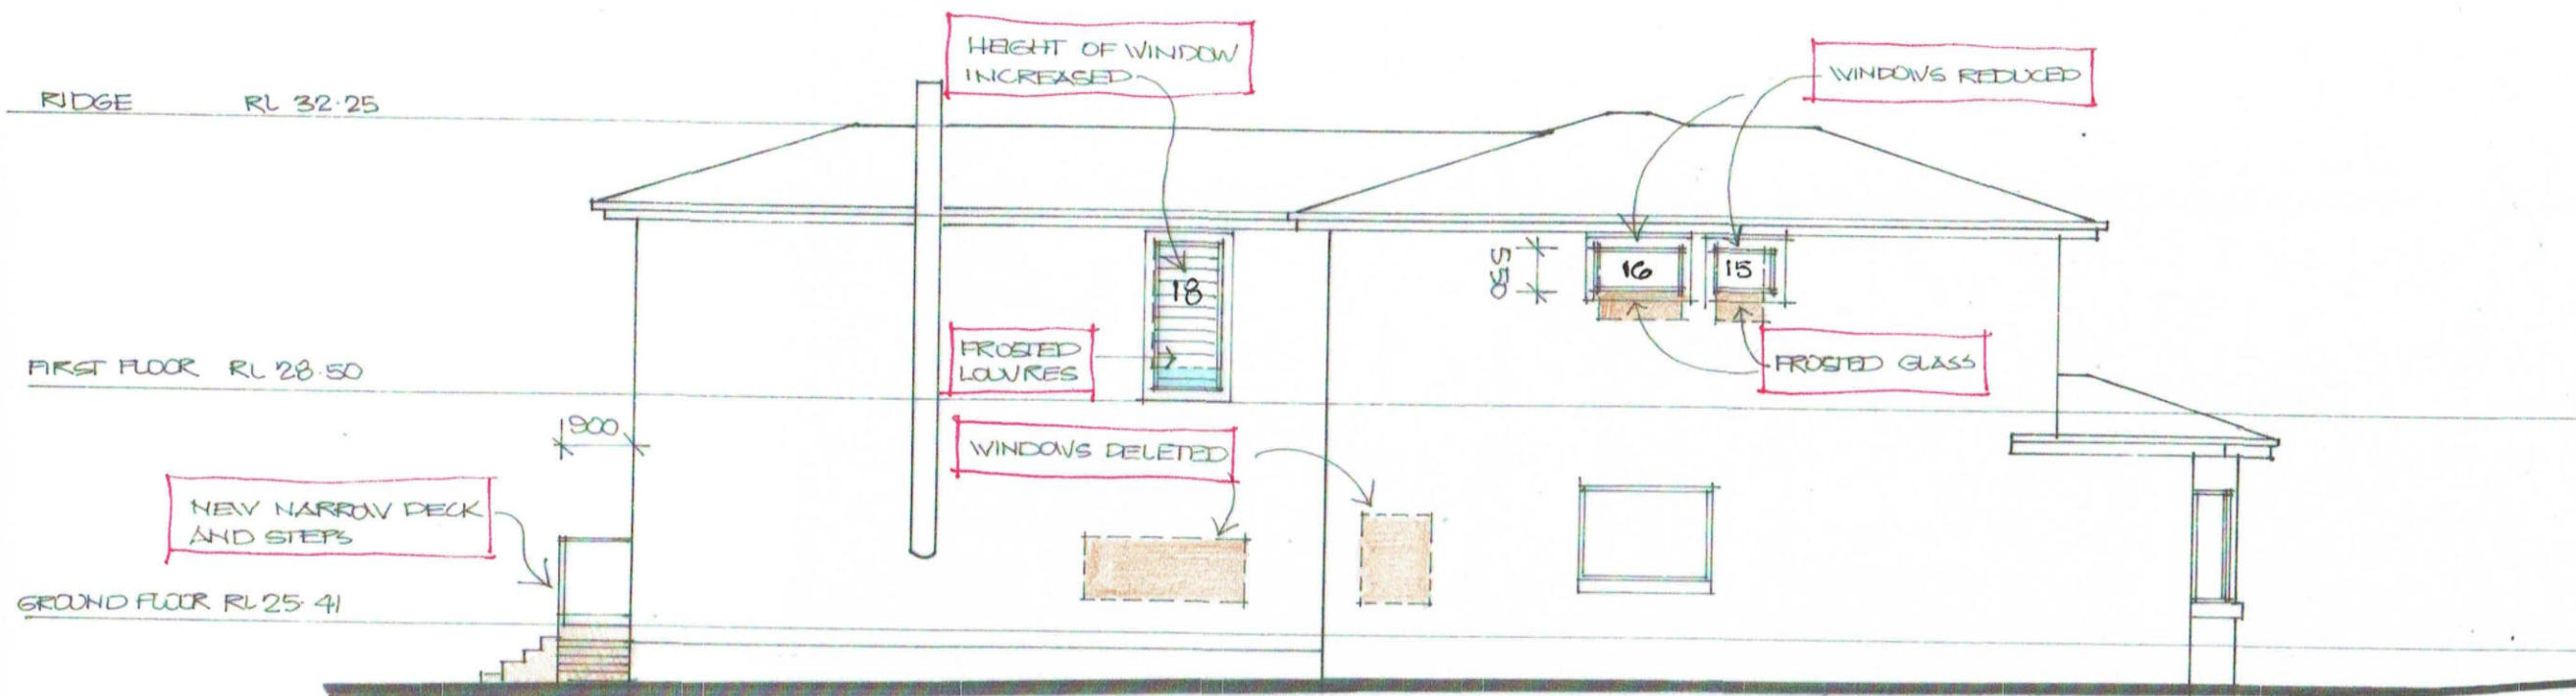 HEIGHT OF WINDOW
INCREASED
WINDOWS REDUCED
RIDGE RL 32.25
18
550
16
15
FROSTED
LOUVRES
FROSTED GLASS
FIRST FLOOR RL 28.50
900
WINDOWS DELETED
NEW NARROW DECK
AND STEPS
GROUND FLOOR RL 25.41